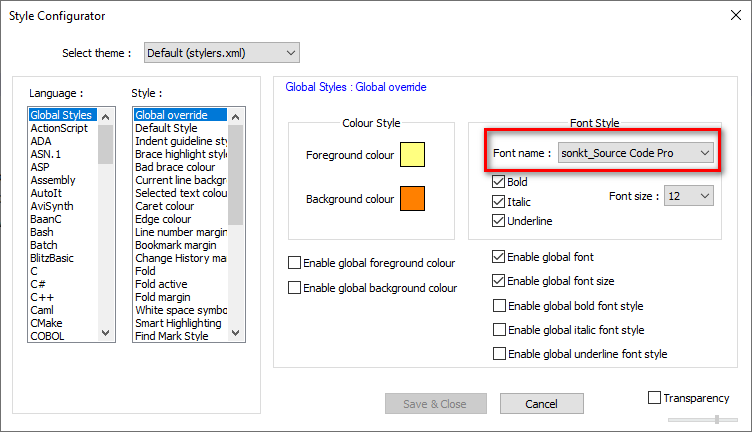 Style Configurator
Select theme : Default (stylers.xml)
Language :
Global Styles
ActionScript
ADA
ASN.1
ASP
Assembly
AutoIt
AviSynth
BaanC
Bash
Batch
BlitzBasic
C
C#
C++
Caml
CMake
COBOL
Style :
Global override
Default Style
Indent guideline sty
Brace highlight style
Bad brace colour
Current line backgr
Selected text colou
Caret colour
Edge colour
Line number margin
Bookmark margin
Change History ma
Fold
Fold active
Fold margin
White space symbo
Smart Highlighting
Find Mark Style
Global Styles : Global override
Colour Style
Foreground colour
Background colour
Font Style
Font name : sonkt_Source Code Pro
Bold
Italic
Underline
Font size : 12
Enable global foreground colour
Enable global background colour
Enable global font
Enable global font size
Enable global bold font style
Enable global italic font style
Enable global underline font style
Save & Close
Cancel
Transparency